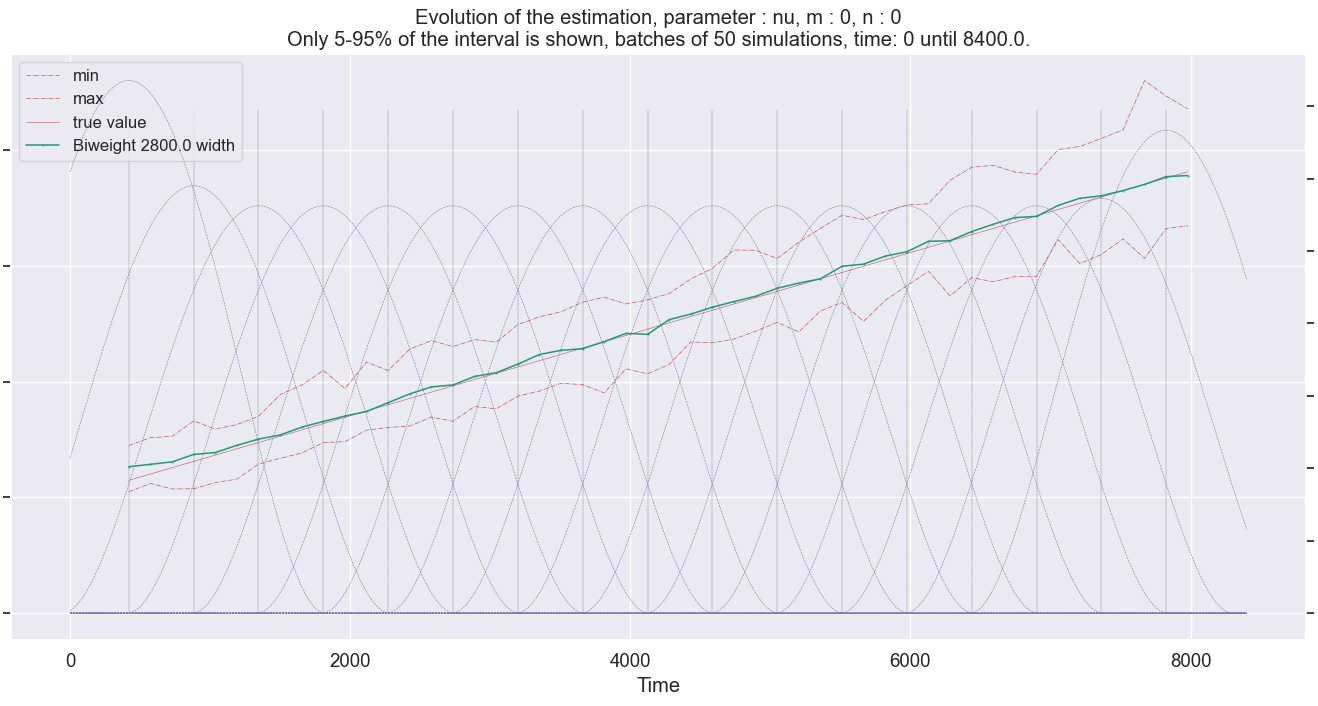 Evolution of the estimation, parameter : nu, m : 0, n : 0
Only 5-95% of the interval is shown, batches of 50 simulations, time: 0 until 8400.0.
min
max
true value
Biweight 2800.0 width
0 2000 4000 6000 8000
Time